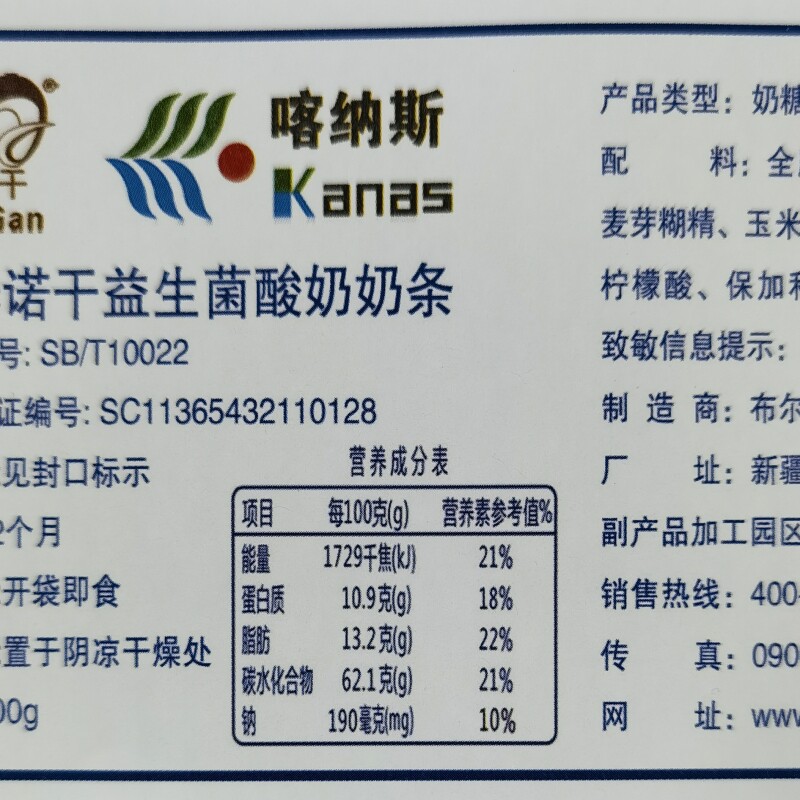 干
Gan
喀纳斯
Kanas
诺干益生菌酸奶奶条
号: SB/T10022
证编号: SC11365432110128
见封口标示
2个月
开袋即食
置于阴凉干燥处
00g
营养成分表
项目 每100克(g) 营养素参考值%
能量 1729千焦(kJ) 21%
蛋白质 10.9克(g) 18%
脂肪 13.2克(g) 22%
碳水化合物 62.1克(g) 21%
钠 190毫克(mg) 10%
产品类型: 奶糖
配 料: 全
麦芽糊精、玉米
柠檬酸、保加利
致敏信息提示:
制 造 商: 布尔
厂 址: 新疆
副产品加工园区
销售热线: 400-
传 真: 090
网 址: www